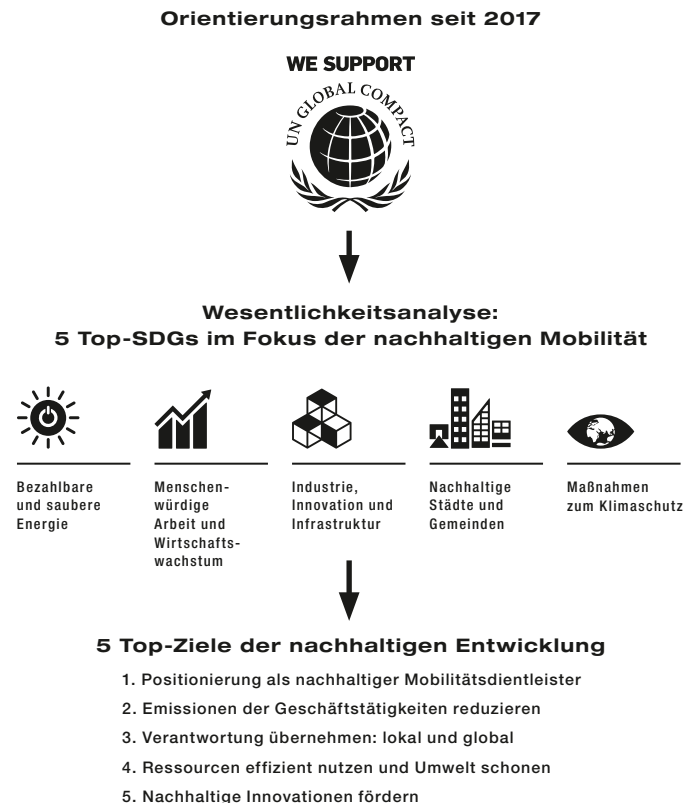 Orientierungsrahmen seit 2017
WE SUPPORT
UN GLOBAL COMPACT
Wesentlichkeitsanalyse:
5 Top-SDGs im Fokus der nachhaltigen Mobilität
Bezahlbare
und saubere
Energie
Menschen-
würdige
Arbeit und
Wirtschafts-
wachstum
Industrie,
Innovation und
Infrastruktur
Nachhaltige
Städte und
Gemeinden
Maßnahmen
zum Klimaschutz
5 Top-Ziele der nachhaltigen Entwicklung
1. Positionierung als nachhaltiger Mobilitätsdientleister
2. Emissionen der Geschäftstätigkeiten reduzieren
3. Verantwortung übernehmen: lokal und global
4. Ressourcen effizient nutzen und Umwelt schonen
5. Nachhaltige Innovationen fördern